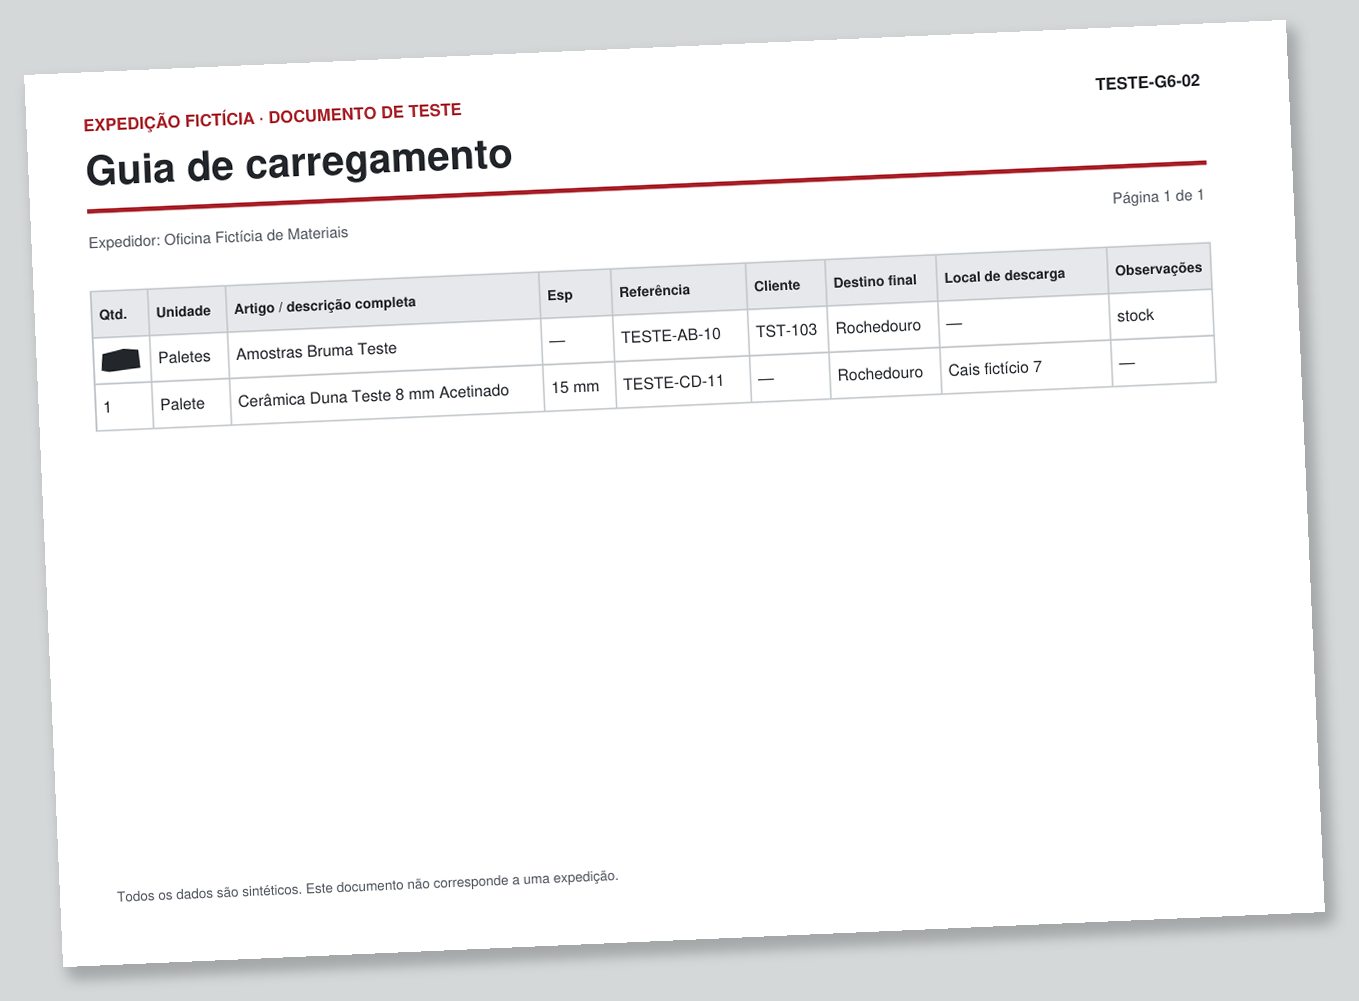 TESTE-G6-02
EXPEDIÇÃO FICTÍCIA · DOCUMENTO DE TESTE
Guia de carregamento
Página 1 de 1
Expedidor: Oficina Fictícia de Materiais
Qtd. Unidade Artigo / descrição completa Esp Referência Cliente Destino final Local de descarga Observações
Paletes Amostras Bruma Teste — TESTE-AB-10 TST-103 Rochedouro — stock
1 Palete Cerâmica Duna Teste 8 mm Acetinado 15 mm TESTE-CD-11 — Rochedouro Cais fictício 7 —
Todos os dados são sintéticos. Este documento não corresponde a uma expedição.